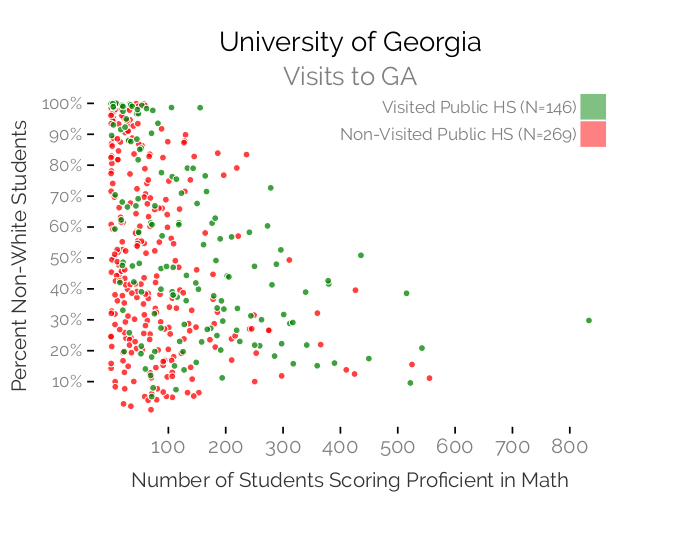 University of Georgia
Visits to GA
Visited Public HS (N=146)
Non-Visited Public HS (N=269)
Percent Non-White Students
100%
90%
80%
70%
60%
50%
40%
30%
20%
10%
100 200 300 400 500 600 700 800
Number of Students Scoring Proficient in Math